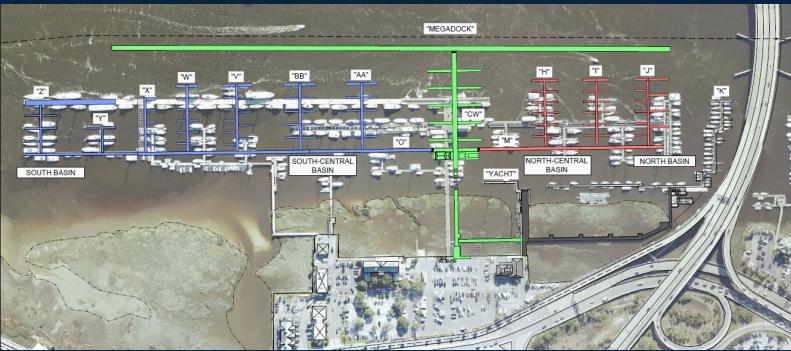 "MEGADOCK"
"Z"
"Y"
"X"
"W"
"V"
"BB"
"AA"
"H"
"I"
"J"
"K"
"CW"
"O"
"M"
"YACHT"
SOUTH BASIN
SOUTH-CENTRAL
BASIN
NORTH-CENTRAL
BASIN
NORTH BASIN